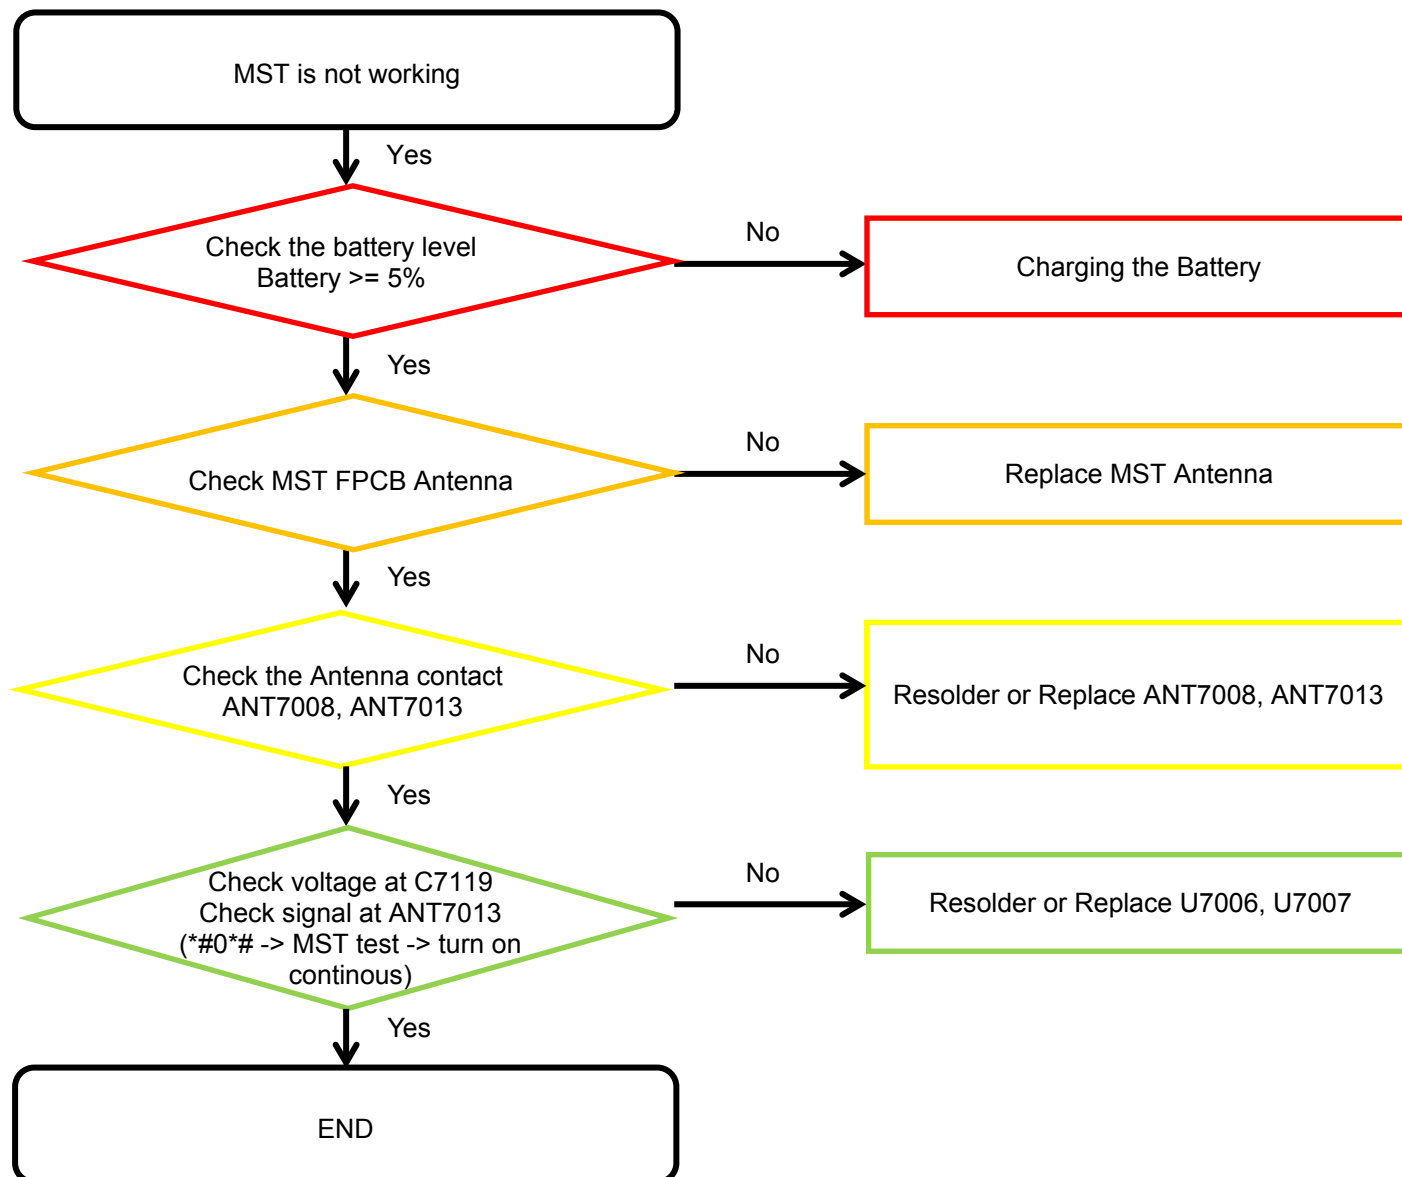 MST is not working
Yes
Check the battery level
Battery >= 5%
No
Charging the Battery
Yes
Check MST FPCB Antenna
No
Replace MST Antenna
Yes
Check the Antenna contact
ANT7008, ANT7013
No
Resolder or Replace ANT7008, ANT7013
Yes
Check voltage at C7119
Check signal at ANT7013
(*#0*# -> MST test -> turn on
continous)
No
Resolder or Replace U7006, U7007
Yes
END